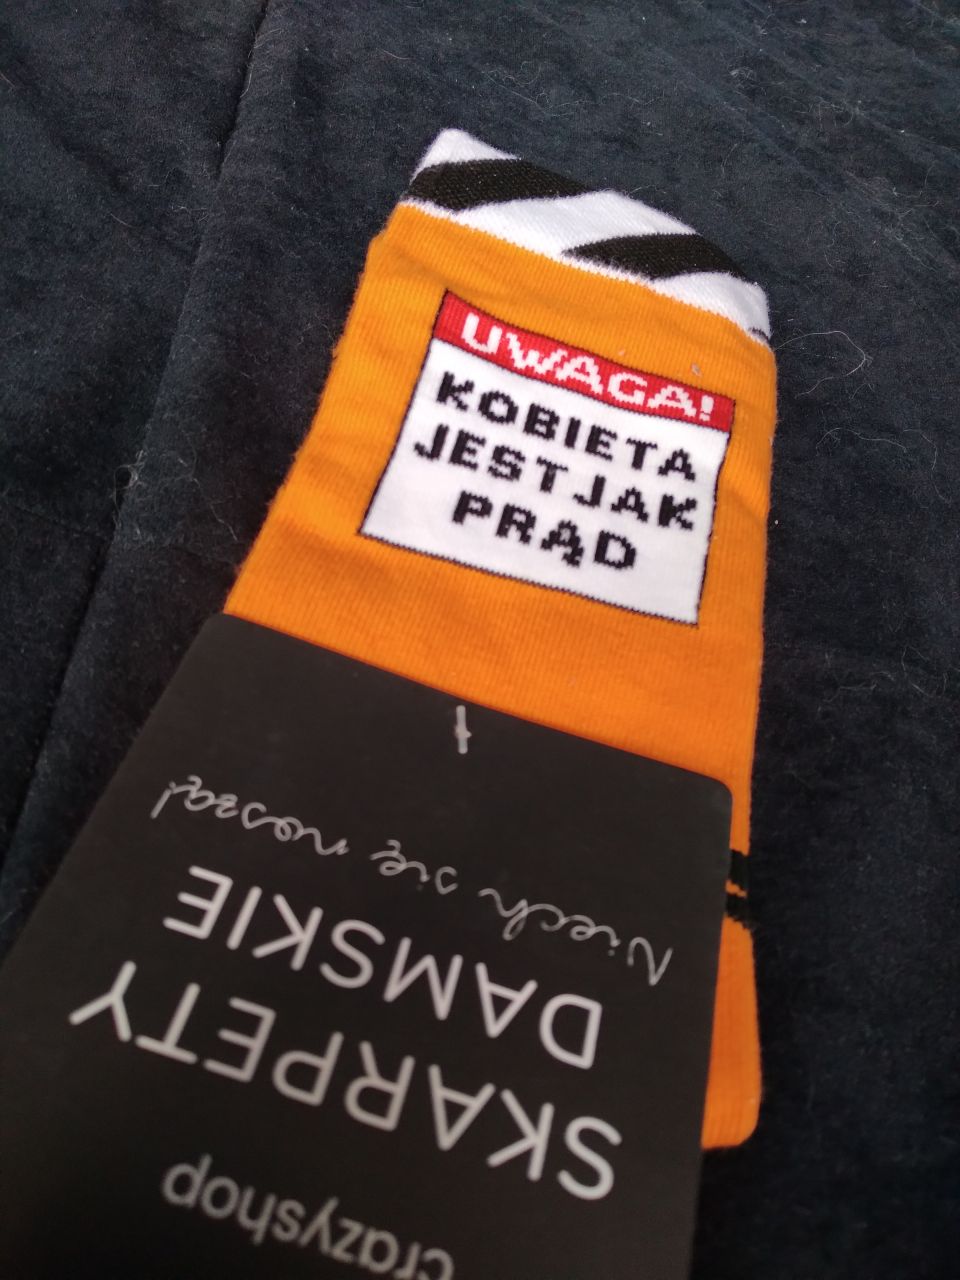 UWAGA!
KOBIETA
JEST JAK
PRĄD
crazyshop
SKARPETY
DAMSKIE
Niech się noszą!